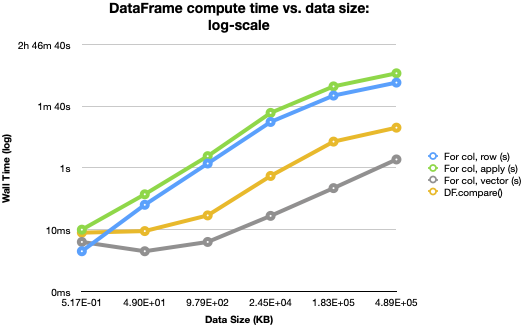 DataFrame compute time vs. data size:
log-scale
2h 46m 40s
1m 40s
1s
10ms
0ms
Wall Time (log)
5.17E-01 4.90E-01 9.79E+02 2.45E+04 1.83E+05 4.89E+05
Data Size (KB)
For col, row (s)
For col, apply (s)
For col, vector (s)
DF.compare()